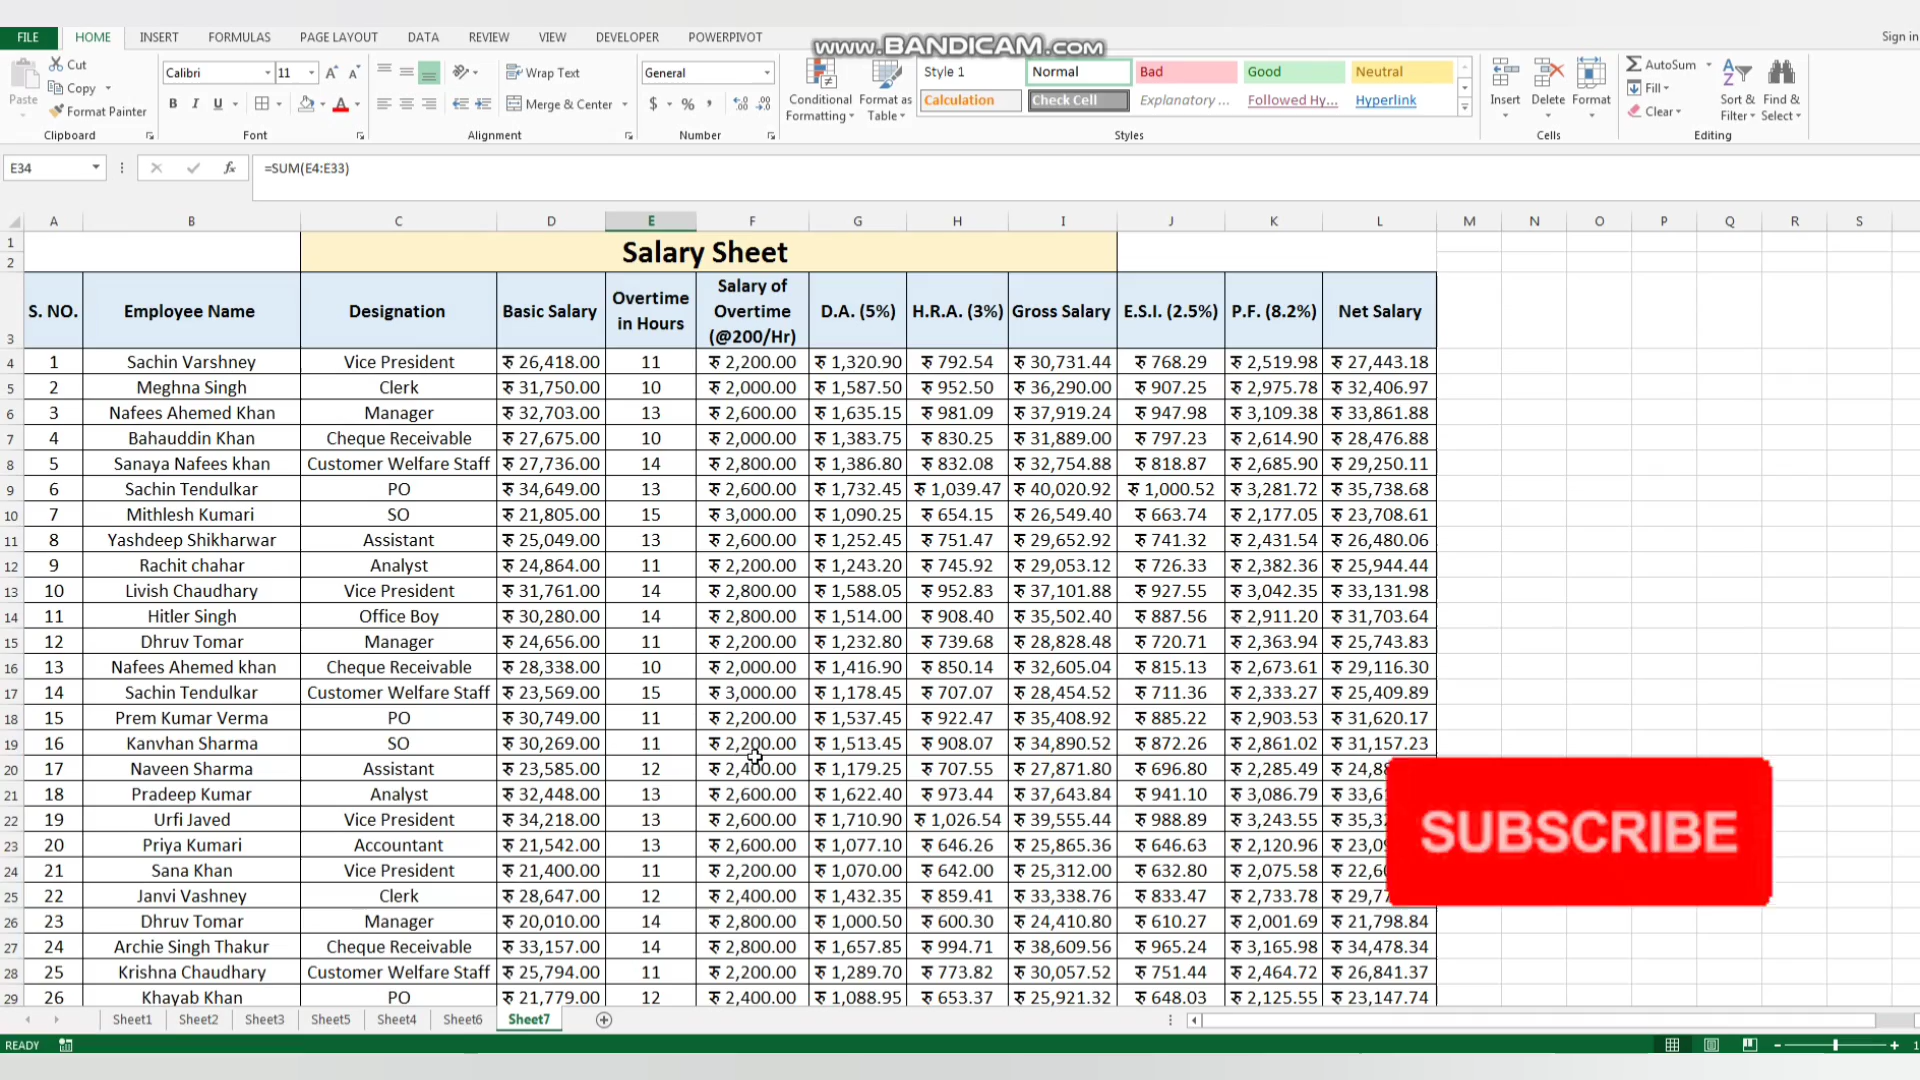 www.BANDICAM.com
FILE HOME INSERT FORMULAS PAGE LAYOUT DATA REVIEW VIEW DEVELOPER POWERPIVOT Sign in
Paste Cut Copy Format Painter Clipboard
Calibri 11 B I U A Font
Wrap Text Merge & Center Alignment
General $ % , Number
Conditional Formatting Format as Table
Style 1 Normal Bad Good Neutral
Calculation Check Cell Explanatory ... Followed Hy... Hyperlink
Styles
Insert Delete Format Cells
AutoSum Fill Clear Sort & Filter Find & Select Editing
E34 fx =SUM(E4:E33)
A B C D E F G H I J K L M N O P Q R S
1
2 Salary Sheet
3 S. NO. Employee Name Designation Basic Salary Overtime in Hours Salary of Overtime (@200/Hr) D.A. (5%) H.R.A. (3%) Gross Salary E.S.I. (2.5%) P.F. (8.2%) Net Salary
4 1 Sachin Varshney Vice President रु 26,418.00 11 रु 2,200.00 रु 1,320.90 रु 792.54 रु 30,731.44 रु 768.29 रु 2,519.98 रु 27,443.18
5 2 Meghna Singh Clerk रु 31,750.00 10 रु 2,000.00 रु 1,587.50 रु 952.50 रु 36,290.00 रु 907.25 रु 2,975.78 रु 32,406.97
6 3 Nafees Ahemed Khan Manager रु 32,703.00 13 रु 2,600.00 रु 1,635.15 रु 981.09 रु 37,919.24 रु 947.98 रु 3,109.38 रु 33,861.88
7 4 Bahauddin Khan Cheque Receivable रु 27,675.00 10 रु 2,000.00 रु 1,383.75 रु 830.25 रु 31,889.00 रु 797.23 रु 2,614.90 रु 28,476.88
8 5 Sanaya Nafees khan Customer Welfare Staff रु 27,736.00 14 रु 2,800.00 रु 1,386.80 रु 832.08 रु 32,754.88 रु 818.87 रु 2,685.90 रु 29,250.11
9 6 Sachin Tendulkar PO रु 34,649.00 13 रु 2,600.00 रु 1,732.45 रु 1,039.47 रु 40,020.92 रु 1,000.52 रु 3,281.72 रु 35,738.68
10 7 Mithlesh Kumari SO रु 21,805.00 15 रु 3,000.00 रु 1,090.25 रु 654.15 रु 26,549.40 रु 663.74 रु 2,177.05 रु 23,708.61
11 8 Yashdeep Shikharwar Assistant रु 25,049.00 13 रु 2,600.00 रु 1,252.45 रु 751.47 रु 29,652.92 रु 741.32 रु 2,431.54 रु 26,480.06
12 9 Rachit chahar Analyst रु 24,864.00 11 रु 2,200.00 रु 1,243.20 रु 745.92 रु 29,053.12 रु 726.33 रु 2,382.36 रु 25,944.44
13 10 Livish Chaudhary Vice President रु 31,761.00 14 रु 2,800.00 रु 1,588.05 रु 952.83 रु 37,101.88 रु 927.55 रु 3,042.35 रु 33,131.98
14 11 Hitler Singh Office Boy रु 30,280.00 14 रु 2,800.00 रु 1,514.00 रु 908.40 रु 35,502.40 रु 887.56 रु 2,911.20 रु 31,703.64
15 12 Dhruv Tomar Manager रु 24,656.00 11 रु 2,200.00 रु 1,232.80 रु 739.68 रु 28,828.48 रु 720.71 रु 2,363.94 रु 25,743.83
16 13 Nafees Ahemed khan Cheque Receivable रु 28,338.00 10 रु 2,000.00 रु 1,416.90 रु 850.14 रु 32,605.04 रु 815.13 रु 2,673.61 रु 29,116.30
17 14 Sachin Tendulkar Customer Welfare Staff रु 23,569.00 15 रु 3,000.00 रु 1,178.45 रु 707.07 रु 28,454.52 रु 711.36 रु 2,333.27 रु 25,409.89
18 15 Prem Kumar Verma PO रु 30,749.00 11 रु 2,200.00 रु 1,537.45 रु 922.47 रु 35,408.92 रु 885.22 रु 2,903.53 रु 31,620.17
19 16 Kanvhan Sharma SO रु 30,269.00 11 रु 2,200.00 रु 1,513.45 रु 908.07 रु 34,890.52 रु 872.26 रु 2,861.02 रु 31,157.23
20 17 Naveen Sharma Assistant रु 23,585.00 12 रु 2,400.00 रु 1,179.25 रु 707.55 रु 27,871.80 रु 696.80 रु 2,285.49
21 18 Pradeep Kumar Analyst रु 32,448.00 13 रु 2,600.00 रु 1,622.40 रु 973.44 रु 37,643.84 रु 941.10 रु 3,086.79
22 19 Urfi Javed Vice President रु 34,218.00 13 रु 2,600.00 रु 1,710.90 रु 1,026.54 रु 39,555.44 रु 988.89 रु 3,243.55
23 20 Priya Kumari Accountant रु 21,542.00 13 रु 2,600.00 रु 1,077.10 रु 646.26 रु 25,865.36 रु 646.63 रु 2,120.96
24 21 Sana Khan Vice President रु 21,400.00 11 रु 2,200.00 रु 1,070.00 रु 642.00 रु 25,312.00 रु 632.80 रु 2,075.58
25 22 Janvi Vashney Clerk रु 28,647.00 12 रु 2,400.00 रु 1,432.35 रु 859.41 रु 33,338.76 रु 833.47 रु 2,733.78
26 23 Dhruv Tomar Manager रु 20,010.00 14 रु 2,800.00 रु 1,000.50 रु 600.30 रु 24,410.80 रु 610.27 रु 2,001.69 रु 21,798.84
27 24 Archie Singh Thakur Cheque Receivable रु 33,157.00 14 रु 2,800.00 रु 1,657.85 रु 994.71 रु 38,609.56 रु 965.24 रु 3,165.98 रु 34,478.34
28 25 Krishna Chaudhary Customer Welfare Staff रु 25,794.00 11 रु 2,200.00 रु 1,289.70 रु 773.82 रु 30,057.52 रु 751.44 रु 2,464.72 रु 26,841.37
29 26 Khayab Khan PO रु 21,779.00 12 रु 2,400.00 रु 1,088.95 रु 653.37 रु 25,921.32 रु 648.03 रु 2,125.55 रु 23,147.74
SUBSCRIBE
Sheet1 Sheet2 Sheet3 Sheet5 Sheet4 Sheet6 Sheet7
READY